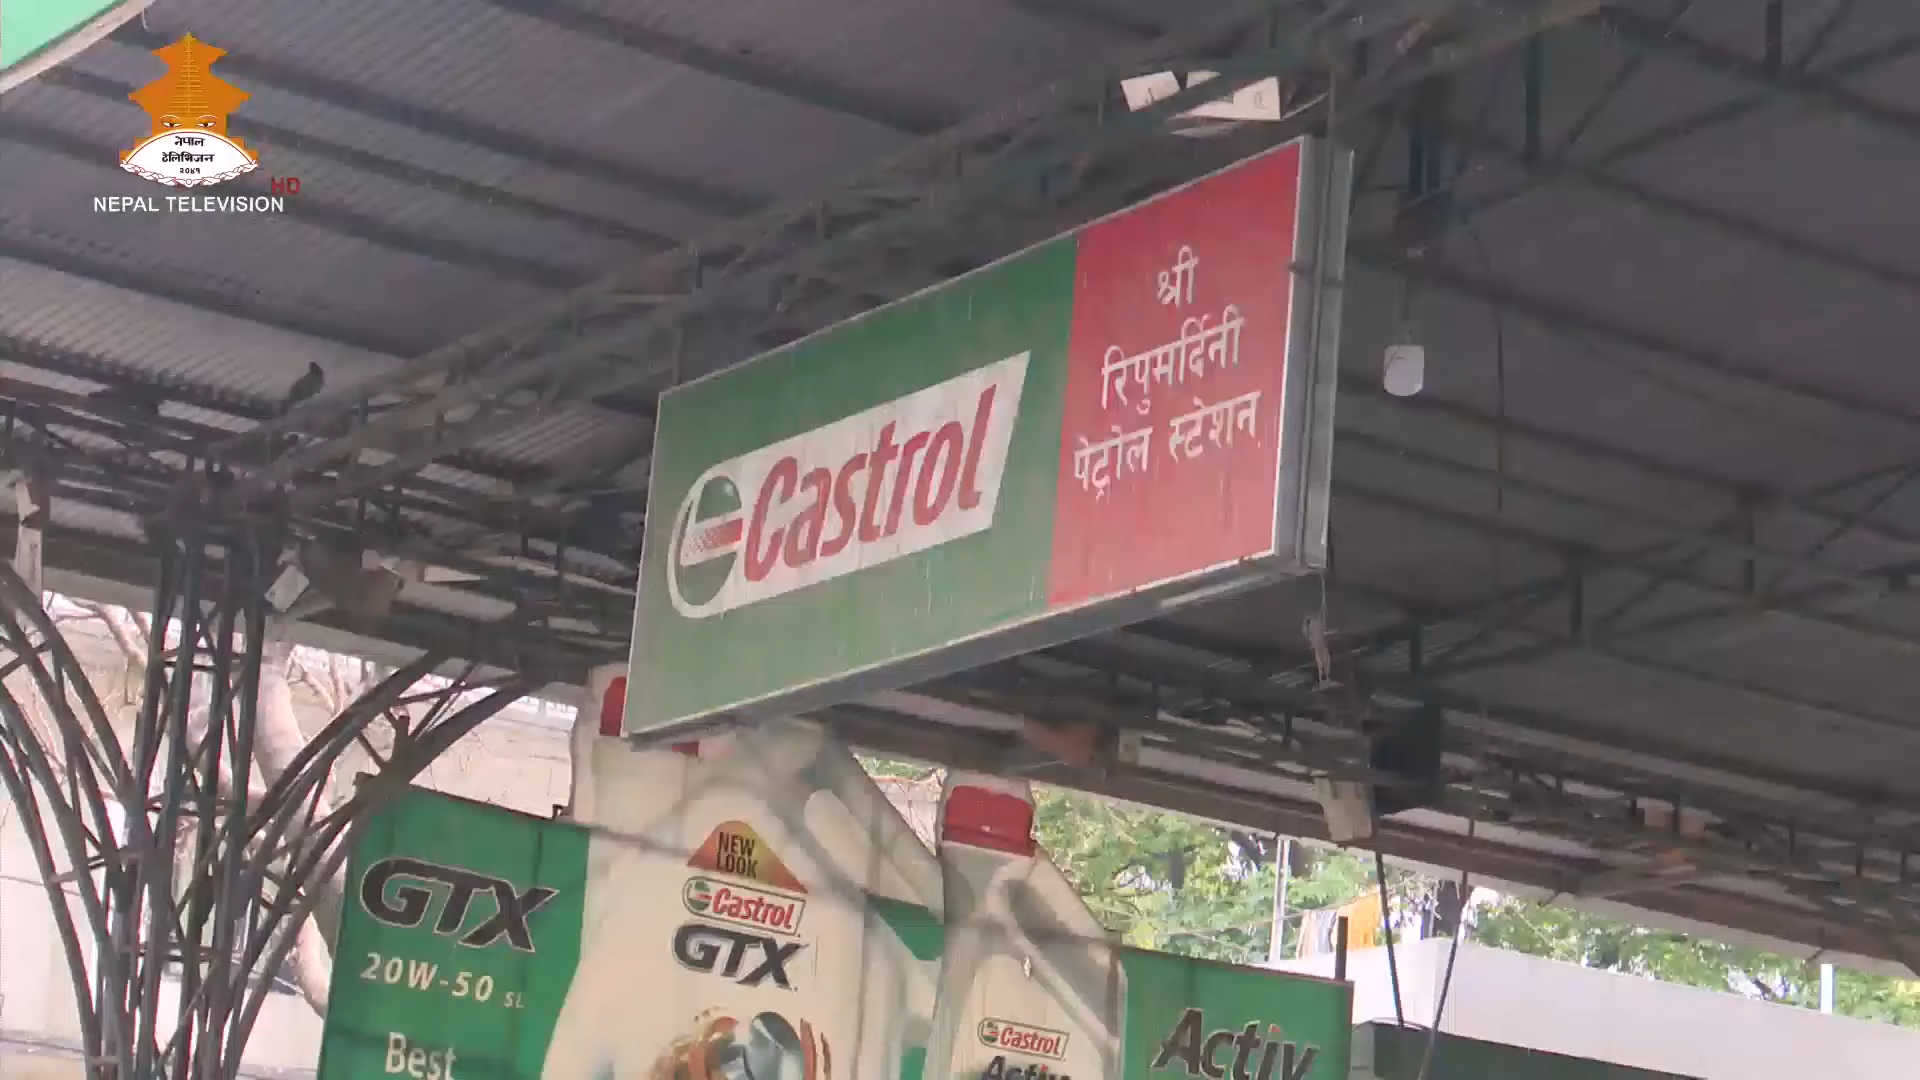 नेपाल
टेलिभिजन
२०४१
HD
NEPAL TELEVISION
Castrol
श्री
रिपुमर्दिनी
पेट्रोल स्टेशन
GTX
20W-50 SL
Best
NEW
LOOK
Castrol
GTX
Castrol
Activ
Activ